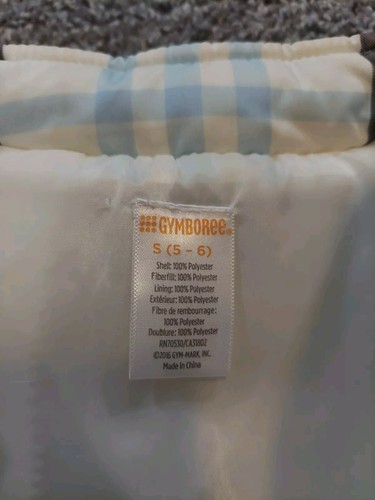 GYMBOREE
S (5 - 6)
Shell: 100% Polyester
Fiberfill: 100% Polyester
Lining: 100% Polyester
Extérieur: 100% Polyester
Fibre de rembourrage:
100% Polyester
Doublure: 100% Polyester
RN70530/CA31802
©2016 GYM-MARK, INC.
Made In China